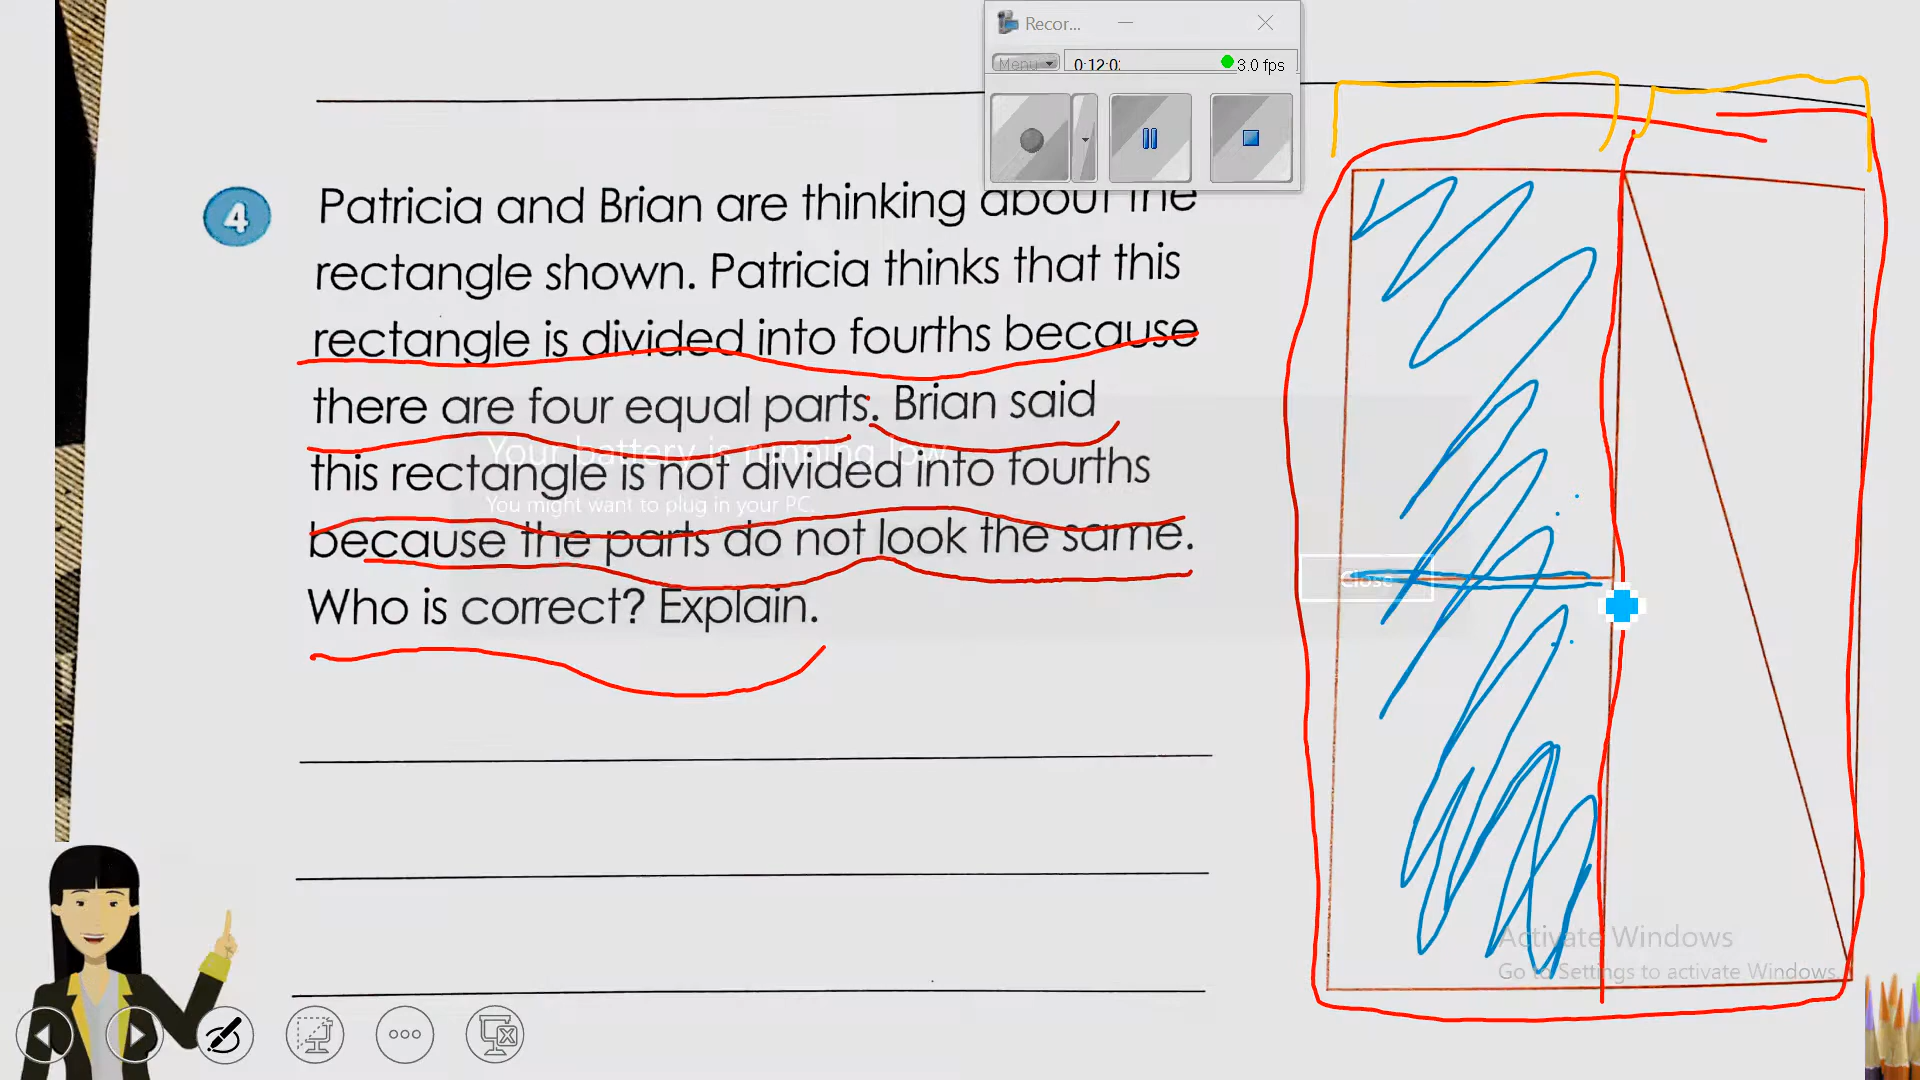 Recor...
Menu
0:12:0
3.0 fps
4
Patricia and Brian are thinking about the
rectangle shown. Patricia thinks that this
rectangle is divided into fourths because
there are four equal parts. Brian said
this rectangle is not divided into fourths
because the parts do not look the same.
Who is correct? Explain.
Your battery is running low
You might want to plug in your PC.
Close
Activate Windows
Go to Settings to activate Windows.